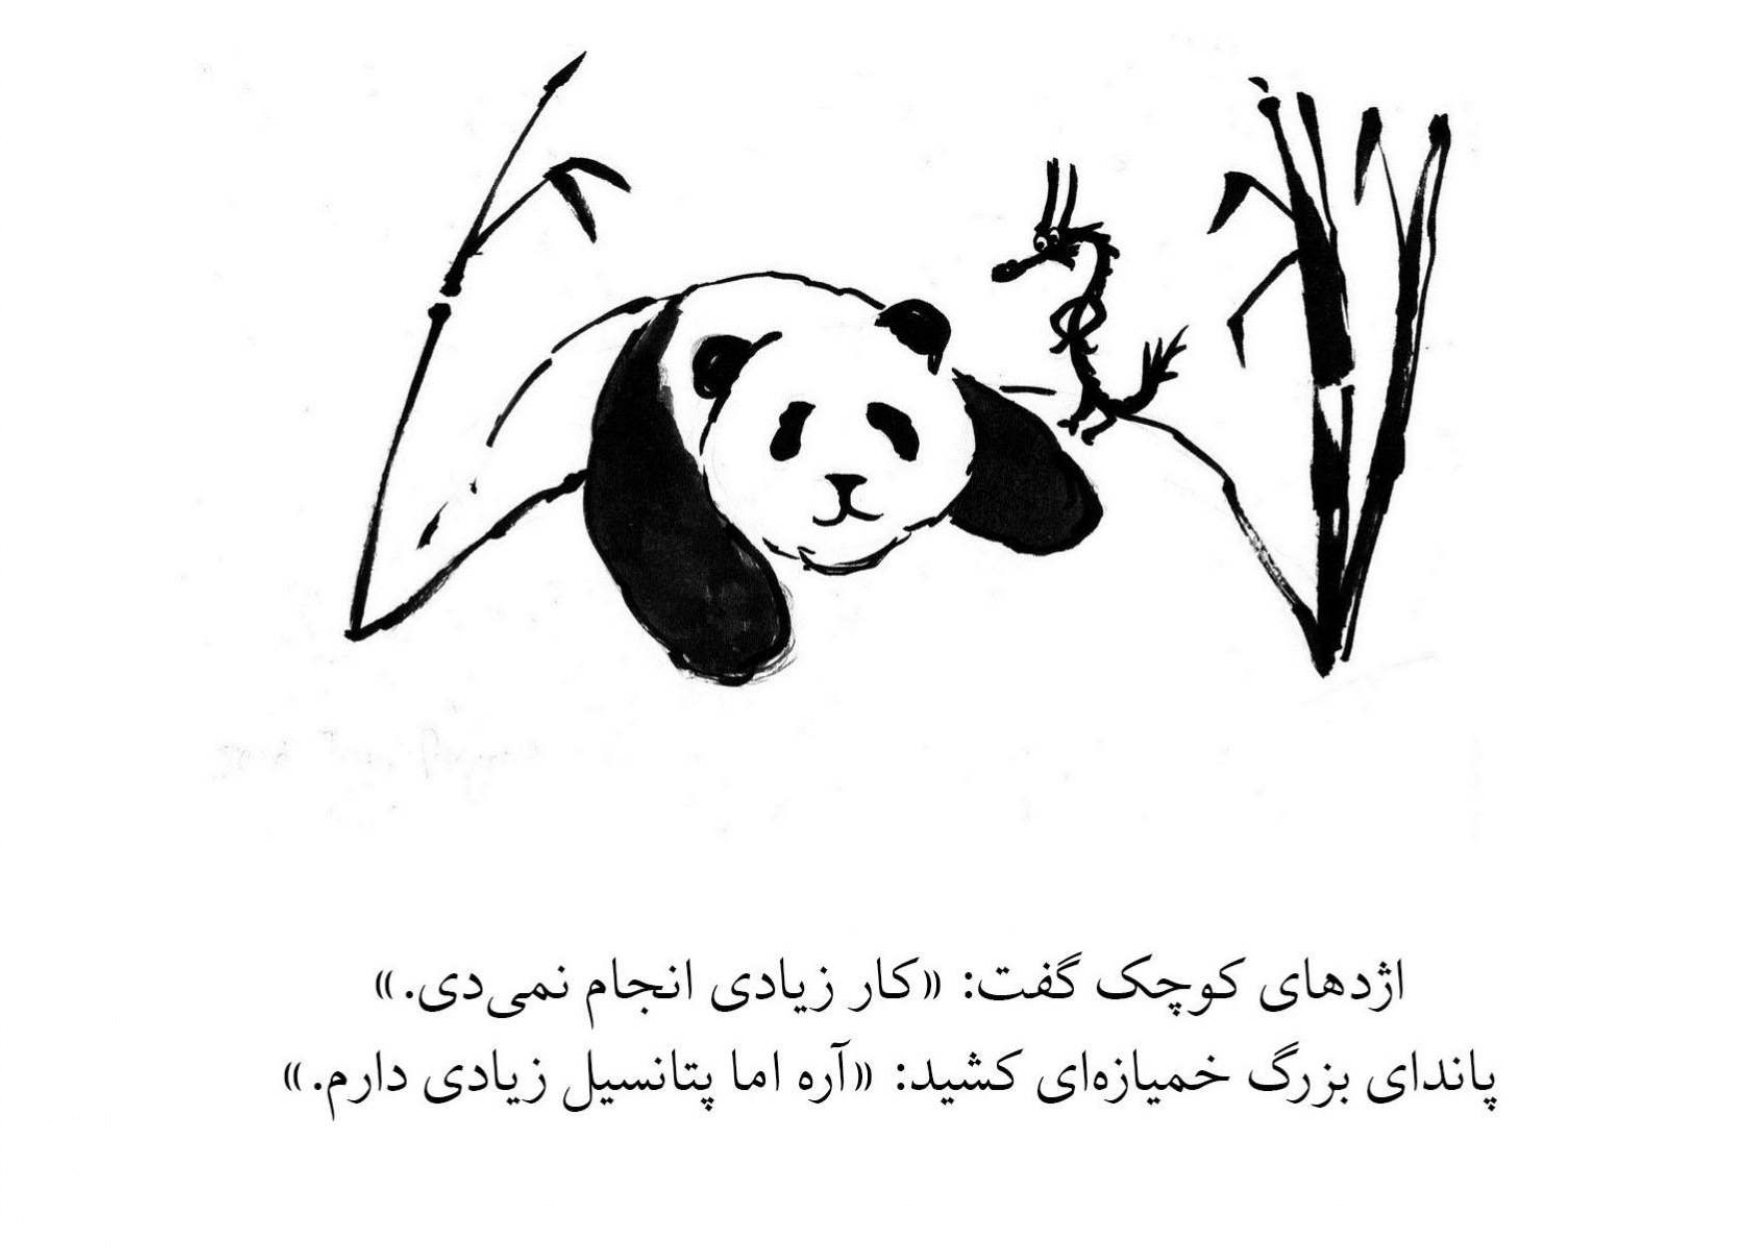 اژدهای کوچک گفت: «کار زیادی انجام نمی‌دی.»
پاندای بزرگ خمیازه‌ای کشید: «آره اما پتانسیل زیادی دارم.»